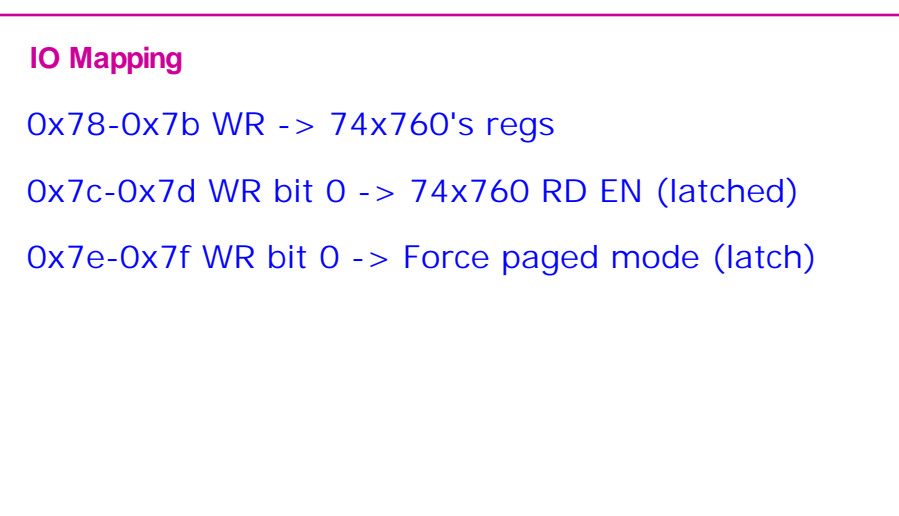 IO Mapping
0x78-0x7b WR -> 74x760's regs
0x7c-0x7d WR bit 0 -> 74x760 RD EN (latched)
0x7e-0x7f WR bit 0 -> Force paged mode (latch)